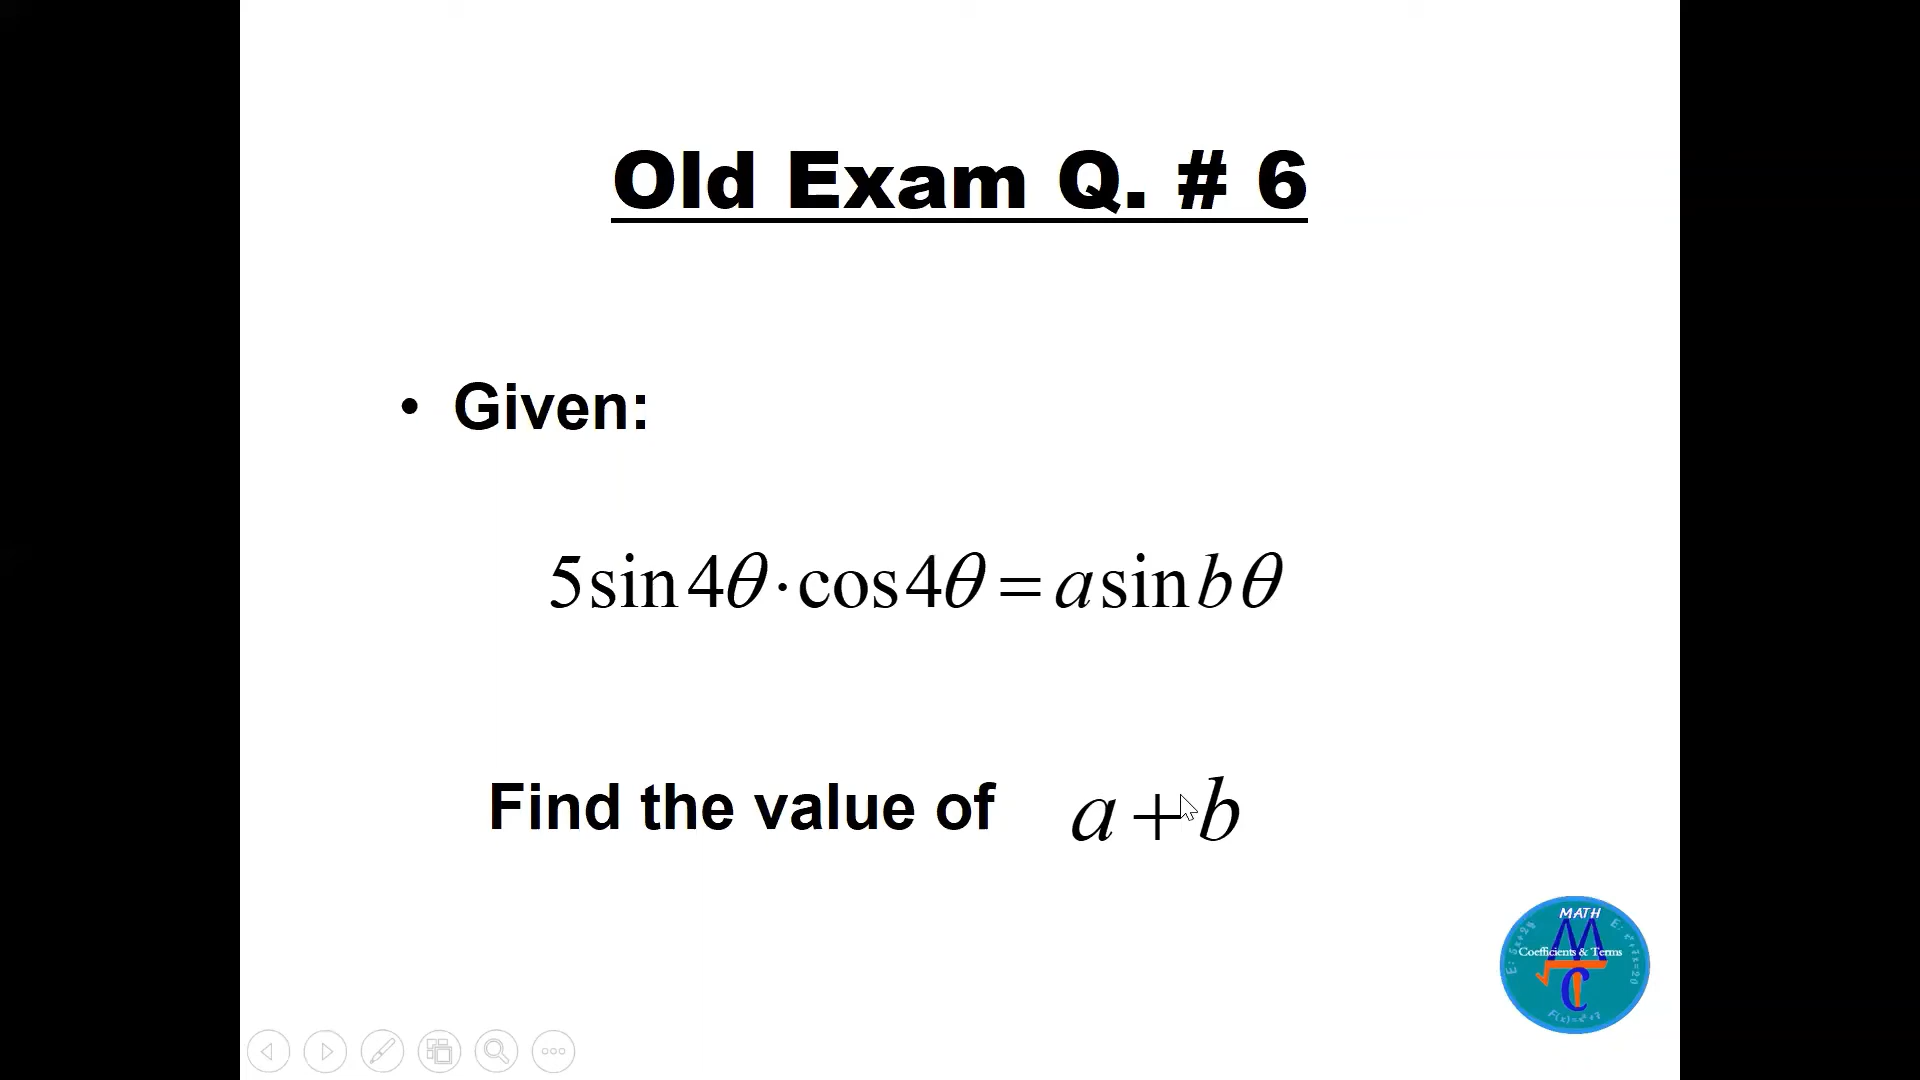 Old Exam Q. # 6
• Given:
5sin4θ·cos4θ=asinbθ
Find the value of a+b
MATH
Coefficients & Terms